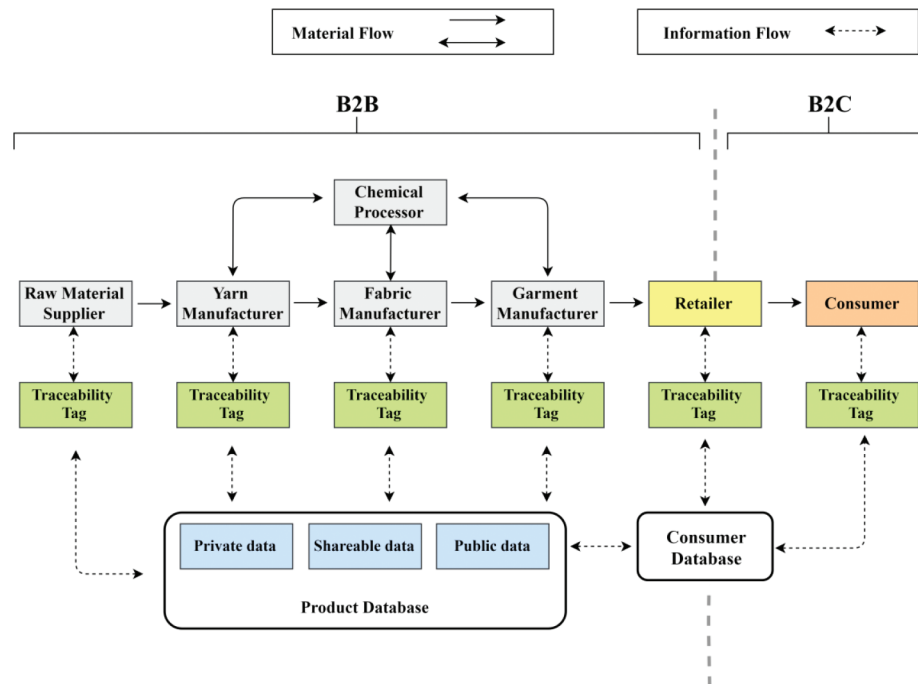 Material Flow
Information Flow
B2B
B2C
Chemical
Processor
Raw Material
Supplier
Yarn
Manufacturer
Fabric
Manufacturer
Garment
Manufacturer
Retailer
Consumer
Traceability
Tag
Traceability
Tag
Traceability
Tag
Traceability
Tag
Traceability
Tag
Traceability
Tag
Private data
Shareable data
Public data
Product Database
Consumer
Database